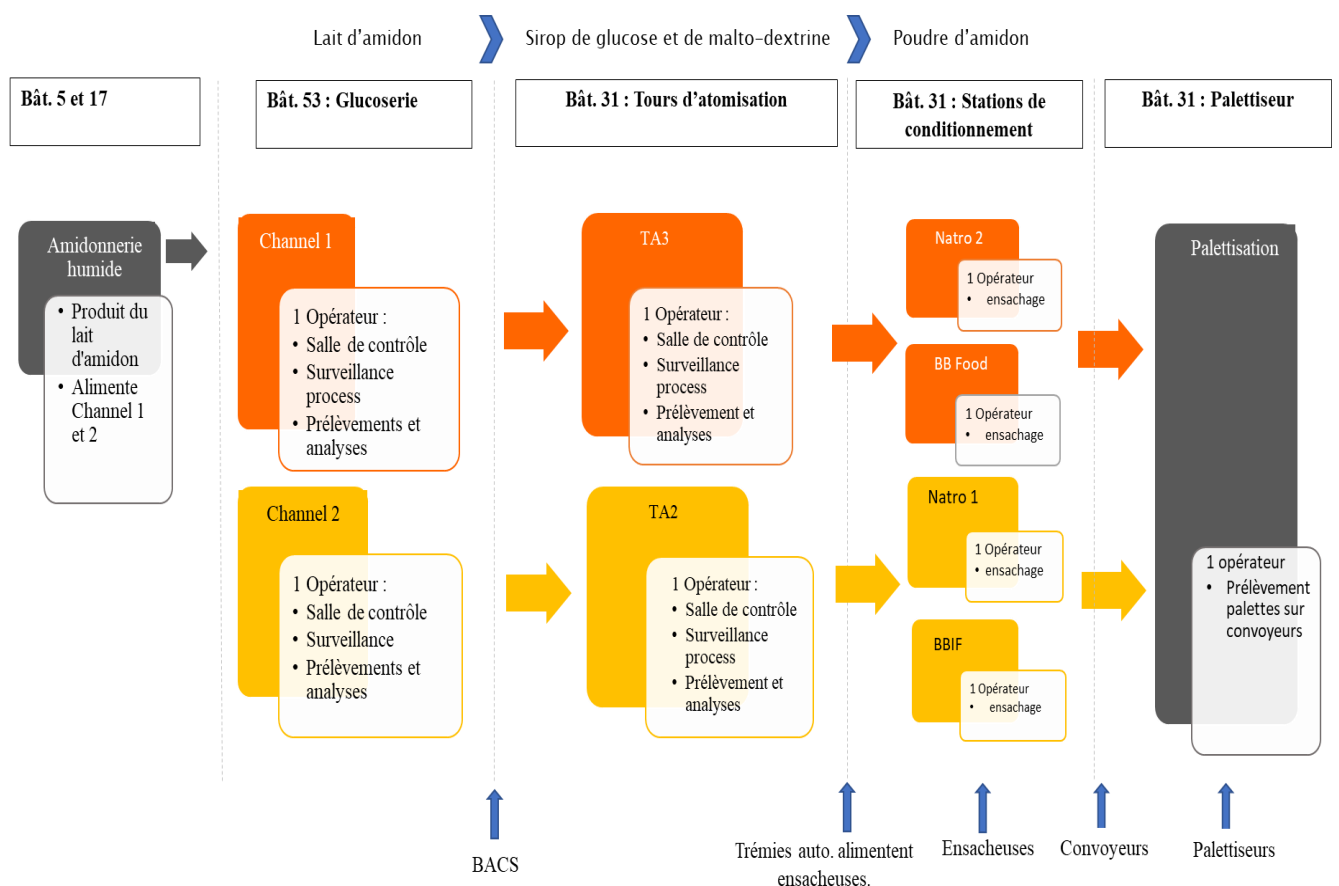 Lait d’amidon
Sirop de glucose et de malto-dextrine
Poudre d’amidon
Bât. 5 et 17
Bât. 53 : Glucoserie
Bât. 31 : Tours d’atomisation
Bât. 31 : Stations de
conditionnement
Bât. 31 : Palettiseur
Amidonnerie
humide
• Produit du
lait
d'amidon
• Alimente
Channel 1
et 2
Channel 1
1 Opérateur :
• Salle de contrôle
• Surveillance
process
• Prélèvements et
analyses
Channel 2
1 Opérateur :
• Salle de contrôle
• Surveillance
• Prélèvements et
analyses
TA3
1 Opérateur :
• Salle de contrôle
• Surveillance
process
• Prélèvement et
analyses
TA2
1 Opérateur :
• Salle de contrôle
• Surveillance
process
• Prélèvement et
analyses
Natro 2
1 Opérateur
• ensachage
BB Food
1 Opérateur
• ensachage
Natro 1
1 Opérateur
• ensachage
BBIF
1 Opérateur
• ensachage
Palettisation
1 opérateur
• Prélèvement
palettes sur
convoyeurs
BACS
Trémies auto. alimentent
ensacheuses.
Ensacheuses
Convoyeurs
Palettiseurs